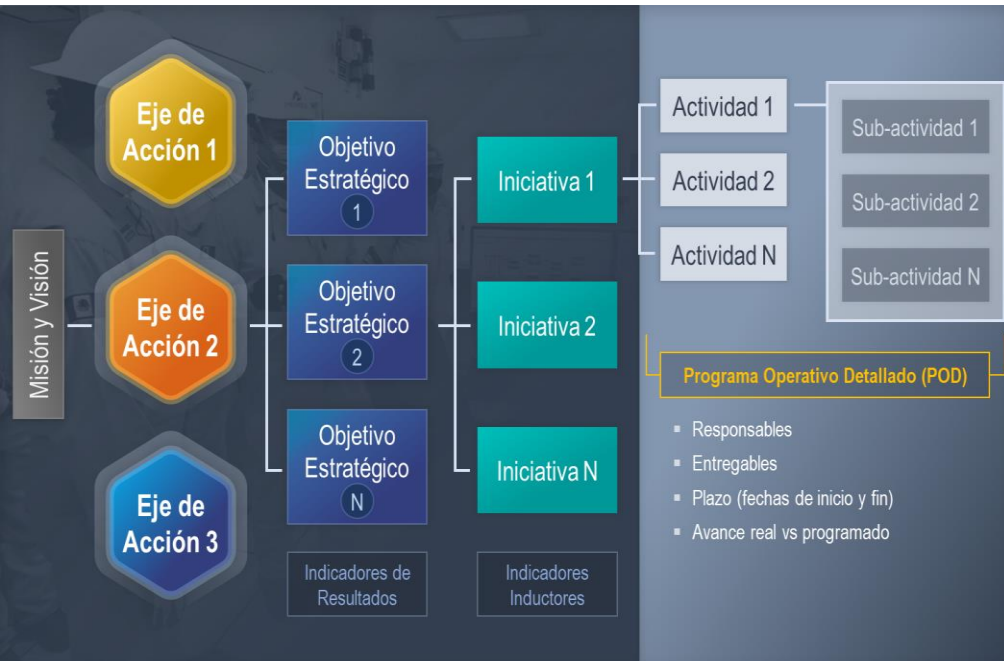 Misión y Visión
Eje de
Acción 1
Eje de
Acción 2
Eje de
Acción 3
Objetivo
Estratégico
1
Objetivo
Estratégico
2
Objetivo
Estratégico
N
Indicadores de
Resultados
Iniciativa 1
Iniciativa 2
Iniciativa N
Indicadores
Inductores
Actividad 1
Actividad 2
Actividad N
Sub-actividad 1
Sub-actividad 2
Sub-actividad N
Programa Operativo Detallado (POD)
▪ Responsables
▪ Entregables
▪ Plazo (fechas de inicio y fin)
▪ Avance real vs programado